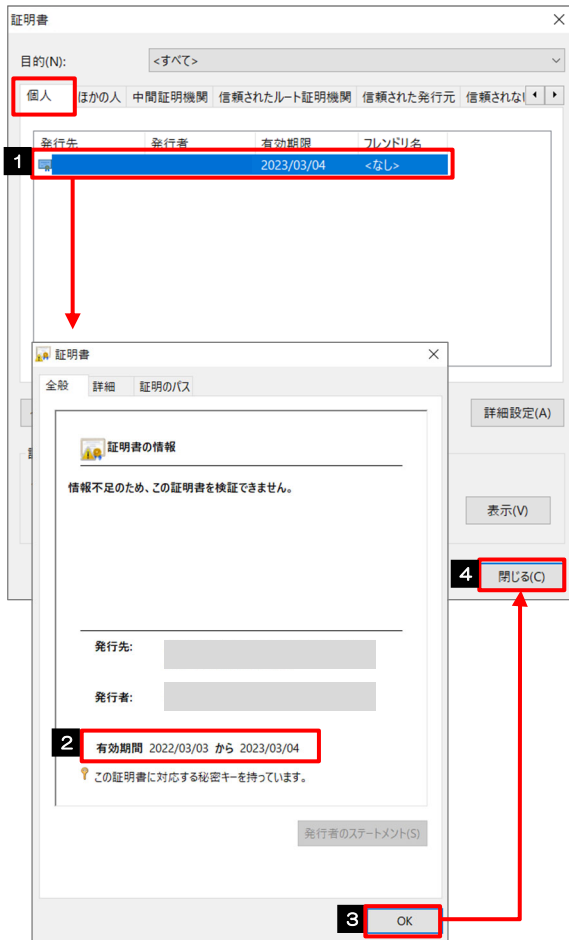 証明書
目的(N):
<すべて>
個人 ほかの人 中間証明機関 信頼されたルート証明機関 信頼された発行元
発行先 発行者 有効期限 フレンドリ名
1
2023/03/04 <なし>
証明書
全般 詳細 証明のパス
詳細設定(A)
証明書の情報
情報不足のため、この証明書を検証できません。
表示(V)
4
閉じる(C)
発行先:
発行者:
2
有効期間 2022/03/03 から 2023/03/04
この証明書に対応する秘密キーを持っています。
発行者のステートメント(S)
3
OK